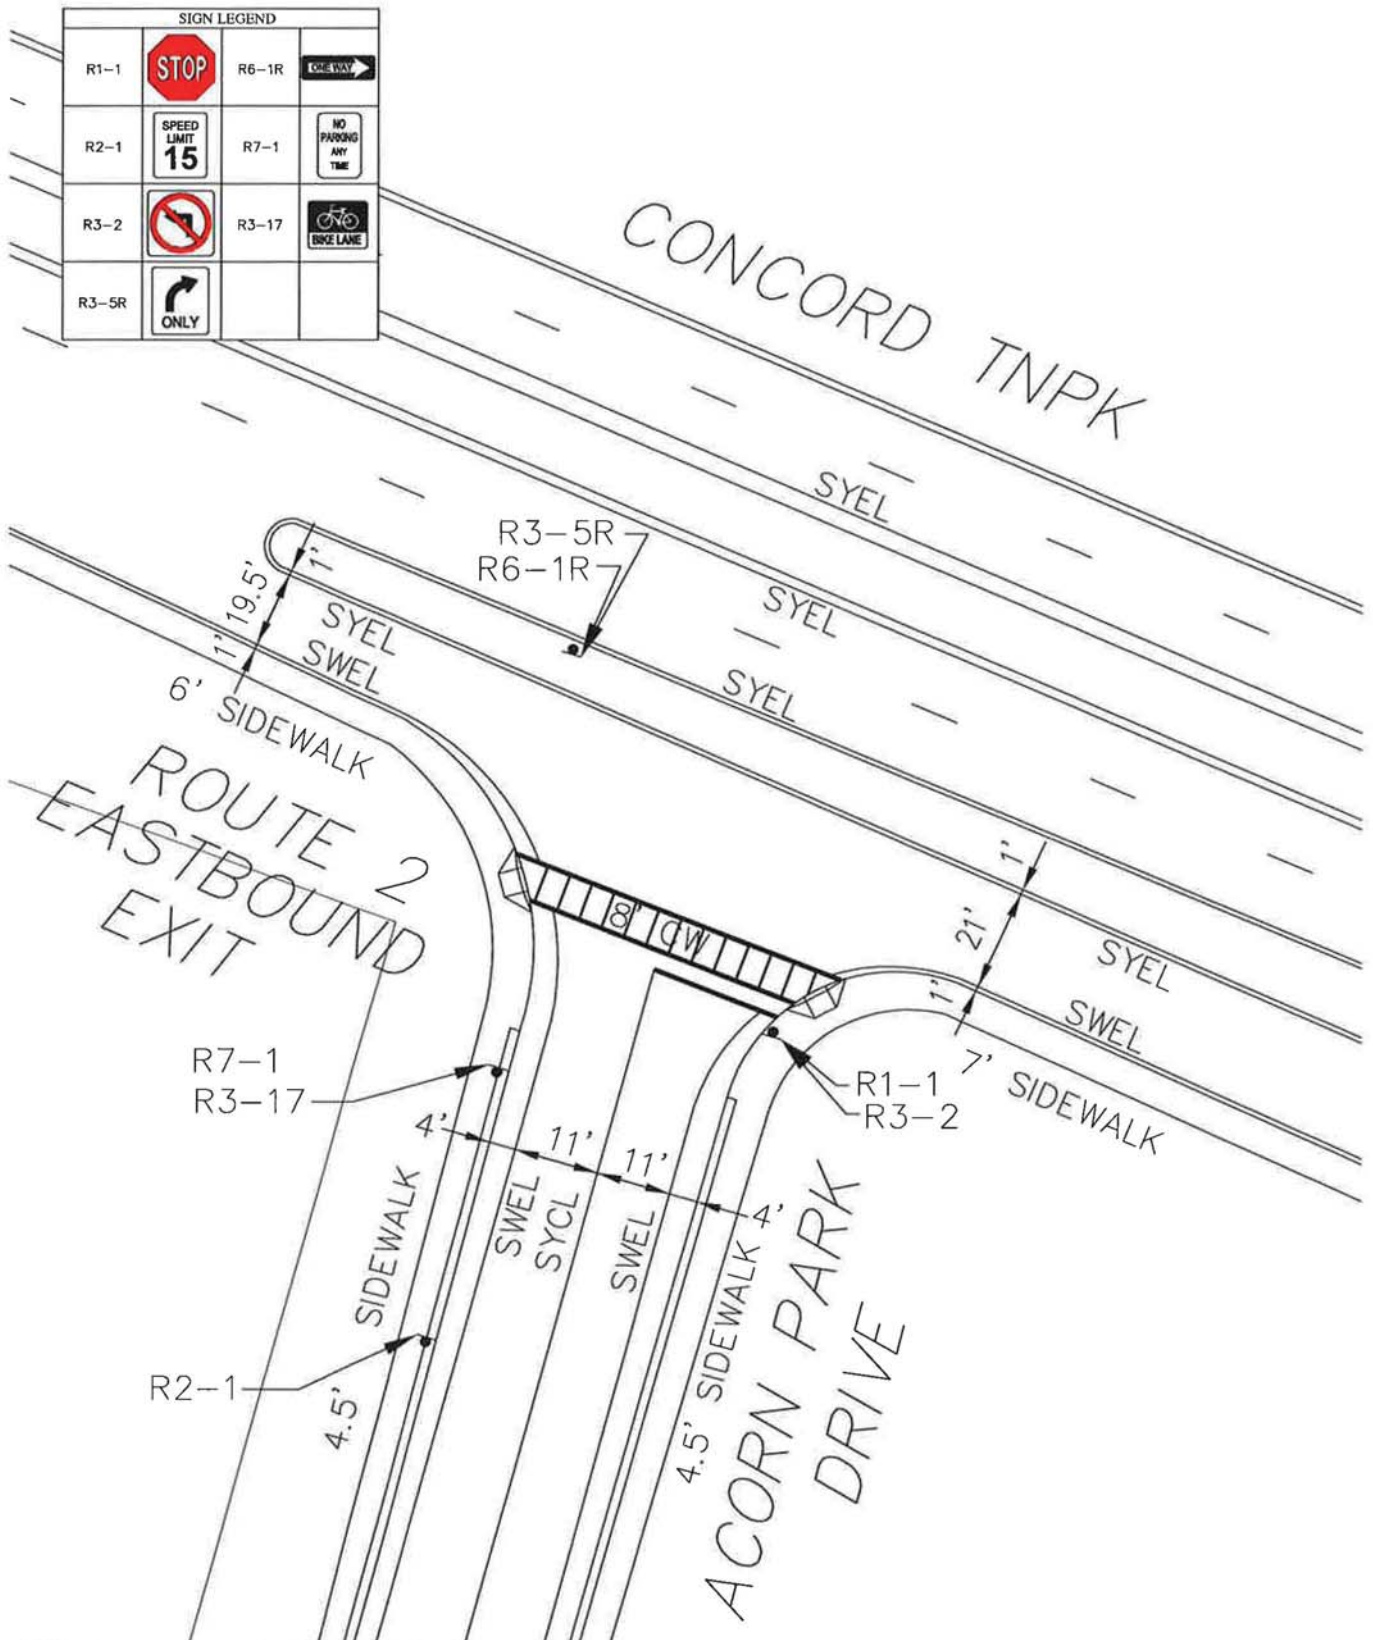 SIGN LEGEND
R1-1
STOP
R6-1R
ONE WAY
R2-1
SPEED
LIMIT
15
R7-1
NO
PARKING
ANY
TIME
R3-2
R3-17
BIKE LANE
R3-5R
ONLY
CONCORD TNPK
SYEL
R3-5R
R6-1R
1'
19.5'
1'
SYEL
SWEL
SYEL
SYEL
6' SIDEWALK
ROUTE 2
EASTBOUND
EXIT
8' CW
1'
21'
1'
SYEL
SWEL
7' SIDEWALK
R7-1
R3-17
R1-1
R3-2
4'
11'
11'
4'
SIDEWALK
4.5'
SWEL
SYCL
SWEL
4.5' SIDEWALK
R2-1
ACORN PARK
DRIVE